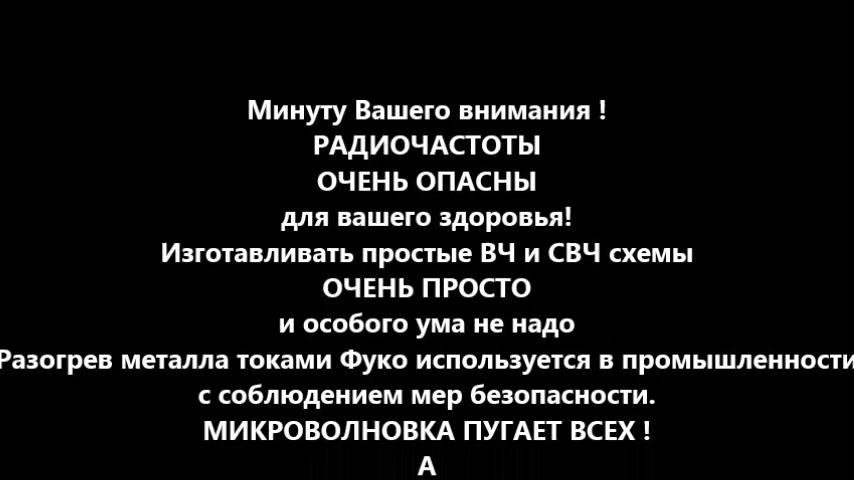 Минуту Вашего внимания !
РАДИОЧАСТОТЫ
ОЧЕНЬ ОПАСНЫ
для вашего здоровья!
Изготавливать простые ВЧ и СВЧ схемы
ОЧЕНЬ ПРОСТО
и особого ума не надо
Разогрев металла токами Фуко используется в промышленности
с соблюдением мер безопасности.
МИКРОВОЛНОВКА ПУГАЕТ ВСЕХ !
А